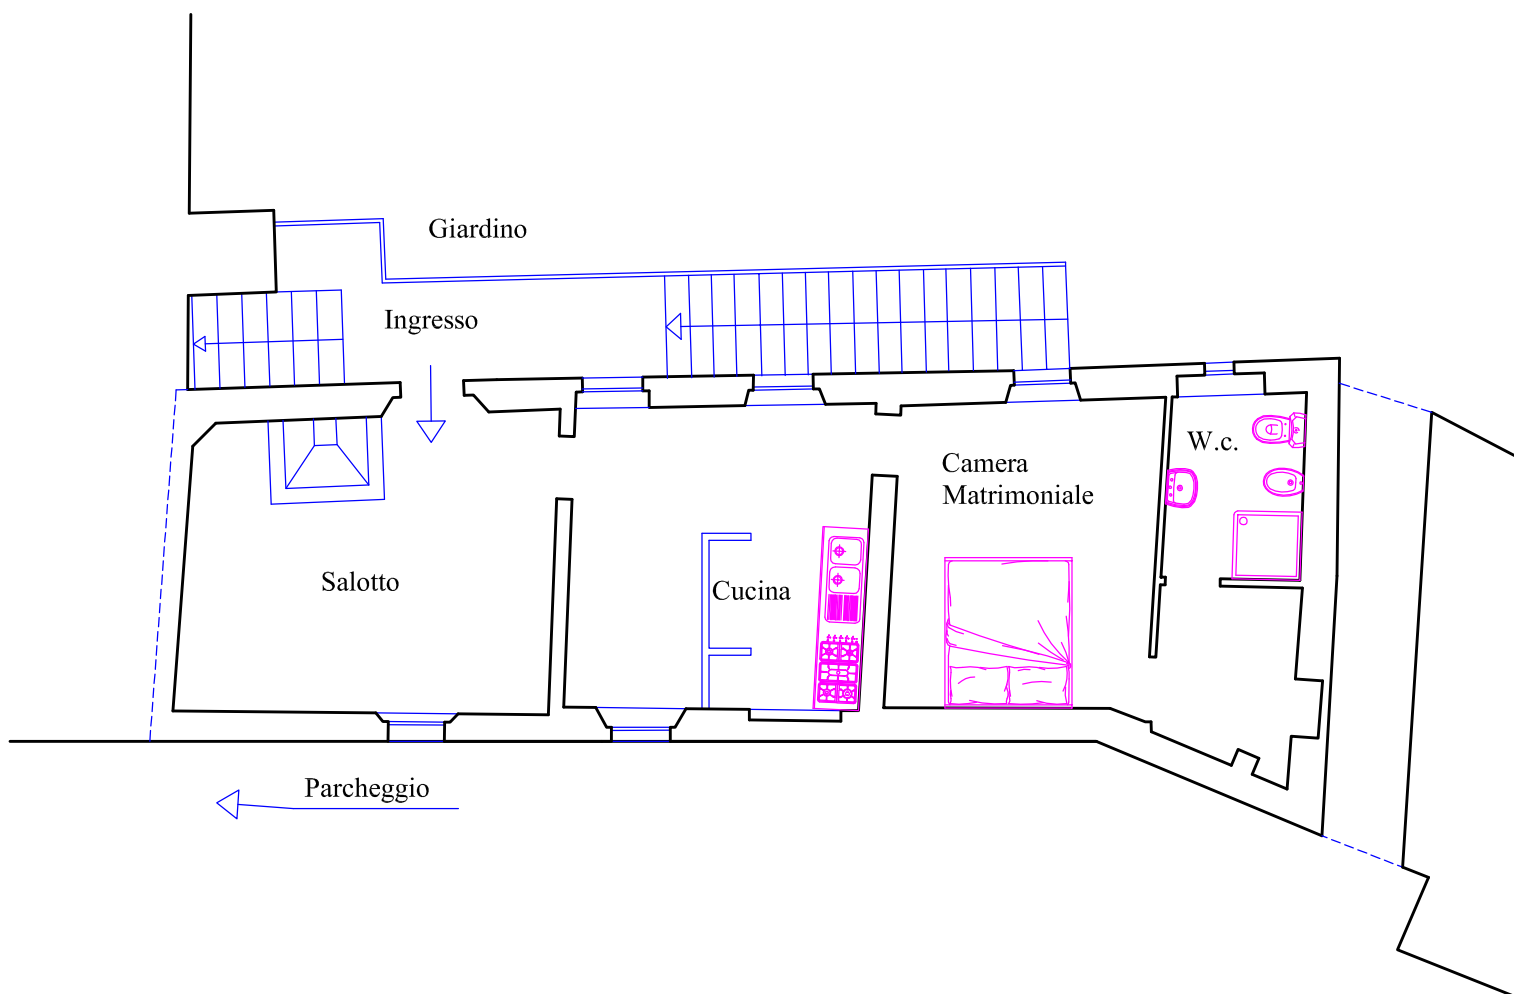 Giardino
Ingresso
W.c.
Camera
Matrimoniale
Salotto
Cucina
Parcheggio